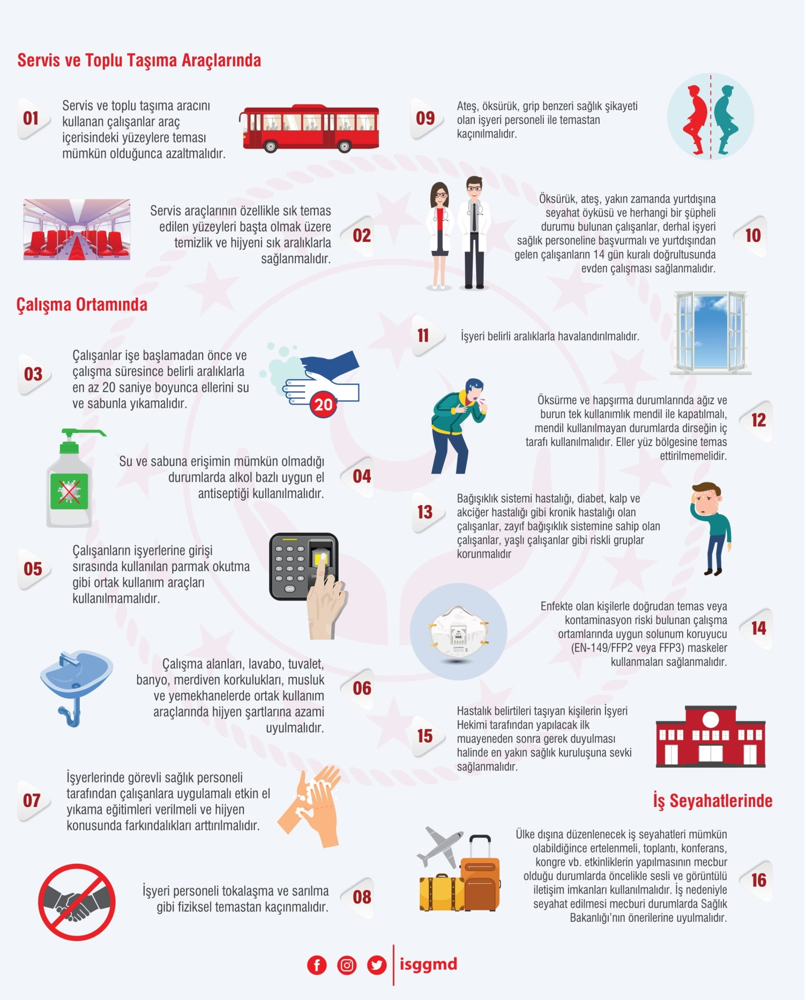 Servis ve Toplu Taşıma Araçlarında
01
Servis ve toplu taşıma aracını
kullanan çalışanlar araç
içerisindeki yüzeylere teması
mümkün olduğunca azaltmalıdır.
Servis araçlarının özellikle sık temas
edilen yüzeyleri başta olmak üzere
temizlik ve hijyeni sık aralıklarla
sağlanmalıdır.
02
Çalışma Ortamında
03
Çalışanlar işe başlamadan önce ve
çalışma süresince belirli aralıklarla
en az 20 saniye boyunca ellerini su
ve sabunla yıkamalıdır.
20
Su ve sabuna erişimin mümkün olmadığı
durumlarda alkol bazlı uygun el
antiseptiği kullanılmalıdır.
04
05
Çalışanların işyerlerine girişi
sırasında kullanılan parmak okutma
gibi ortak kullanım araçları
kullanılmamalıdır.
Çalışma alanları, lavabo, tuvalet,
banyo, merdiven korkulukları, musluk
ve yemekhanelerde ortak kullanım
araçlarında hijyen şartlarına azami
uyulmalıdır.
06
07
İşyerlerinde görevli sağlık personeli
tarafından çalışanlara uygulamalı etkin el
yıkama eğitimleri verilmeli ve hijyen
konusunda farkındalıkları arttırılmalıdır.
İşyeri personeli tokalaşma ve sarılma
gibi fiziksel temastan kaçınmalıdır.
08
09
Ateş, öksürük, grip benzeri sağlık şikayeti
olan işyeri personeli ile temastan
kaçınılmalıdır.
Öksürük, ateş, yakın zamanda yurtdışına
seyahat öyküsü ve herhangi bir şüpheli
durumu bulunan çalışanlar, derhal işyeri
sağlık personeline başvurmalı ve yurtdışından
gelen çalışanların 14 gün kuralı doğrultusunda
evden çalışması sağlanmalıdır.
10
11
İşyeri belirli aralıklarla havalandırılmalıdır.
Öksürme ve hapşırma durumlarında ağız ve
burun tek kullanımlık mendil ile kapatılmalı,
mendil kullanılmayan durumlarda dirseğin iç
tarafı kullanılmalıdır. Eller yüz bölgesine temas
ettirilmemelidir.
12
13
Bağışıklık sistemi hastalığı, diabet, kalp ve
akciğer hastalığı gibi kronik hastalığı olan
çalışanlar, zayıf bağışıklık sistemine sahip olan
çalışanlar, yaşlı çalışanlar gibi riskli gruplar
korunmalıdır
N95
Enfekte olan kişilerle doğrudan temas veya
kontaminasyon riski bulunan çalışma
ortamlarında uygun solunum koruyucu
(EN-149/FFP2 veya FFP3) maskeler
kullanmaları sağlanmalıdır.
14
15
Hastalık belirtileri taşıyan kişilerin İşyeri
Hekimi tarafından yapılacak ilk
muayeneden sonra gerek duyulması
halinde en yakın sağlık kuruluşuna sevki
sağlanmalıdır.
İş Seyahatlerinde
Ülke dışına düzenlenecek iş seyahatleri mümkün
olabildiğince ertelenmeli, toplantı, konferans,
kongre vb. etkinliklerin yapılmasının mecbur
olduğu durumlarda öncelikle sesli ve görüntülü
iletişim imkanları kullanılmalıdır. İş nedeniyle
seyahat edilmesi mecburi durumlarda Sağlık
Bakanlığı'nın önerilerine uyulmalıdır.
16
isggmd